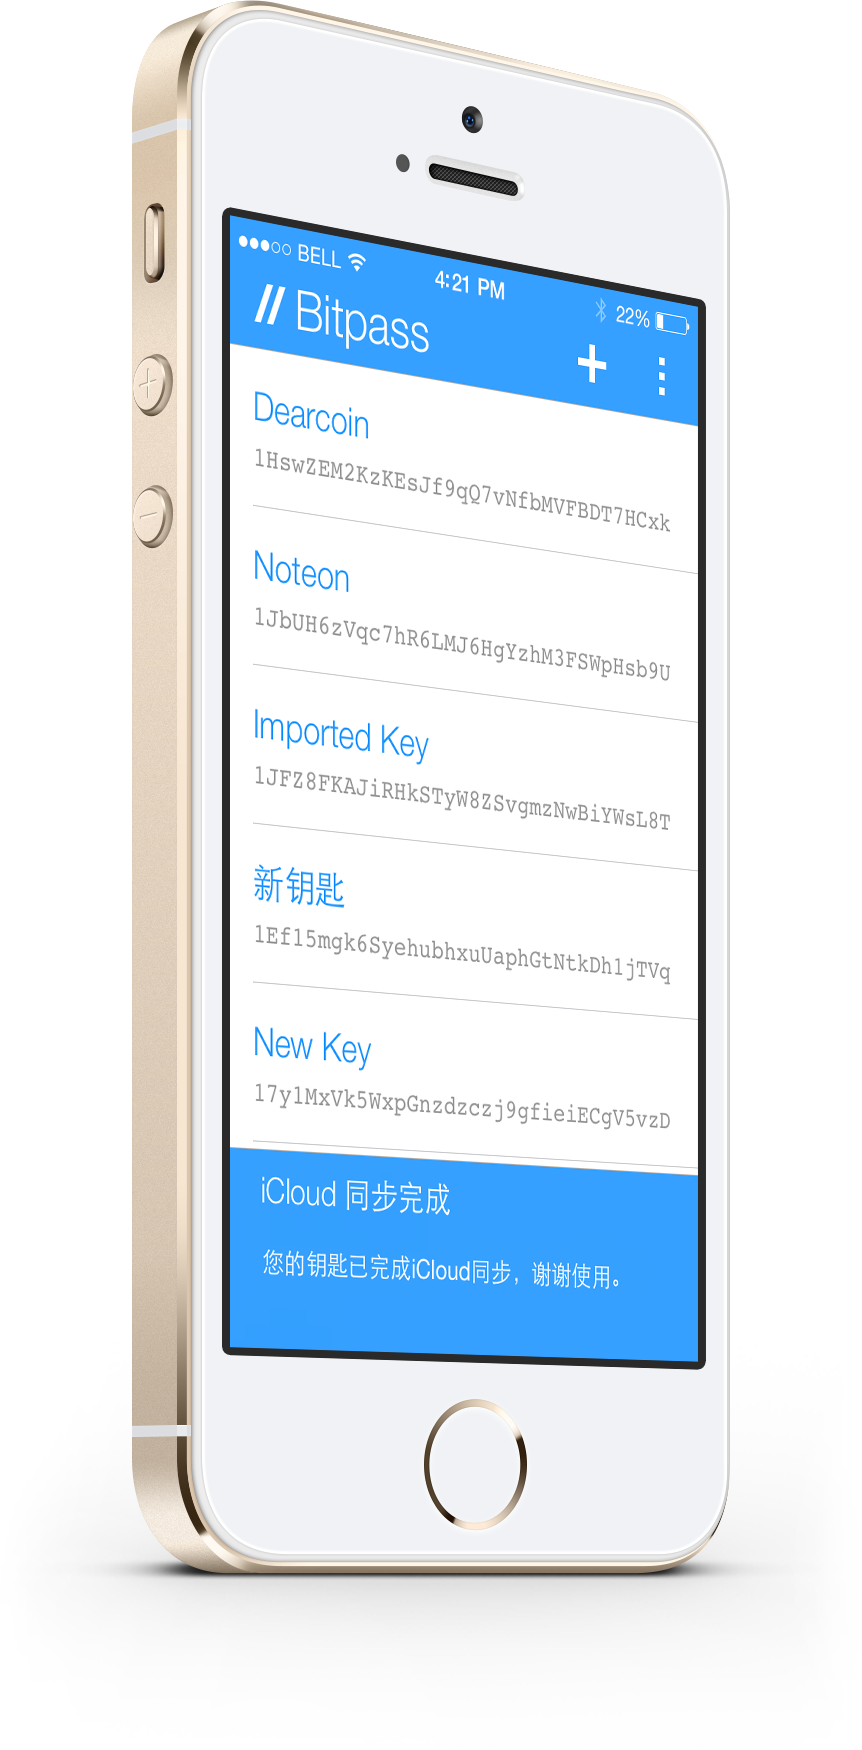 BELL
4:21 PM
22%
// Bitpass
Dearcoin
1HswZEM2KzKEsJf9qQ7vNfbMVFBDT7HCxk
Noteon
1JbUH6zVqc7hR6LMJ6HgYzhM3FSWpHsb9U
Imported Key
1JFZ8FKAJiRHkSTyW8ZSvgmzNwBiYWsL8T
新钥匙
1Ef15mgk6SyehubhxuUaphGtNtkDh1jTVq
New Key
17y1MxVk5WxpGnzdzczj9gfieiECgV5vzD
iCloud 同步完成
您的钥匙已完成iCloud同步，谢谢使用。